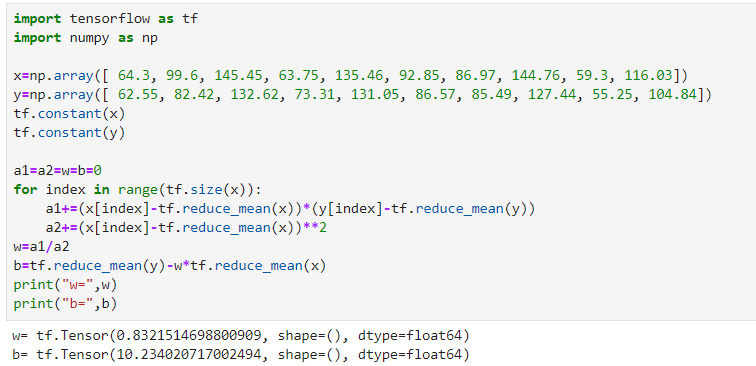 import tensorflow as tf
import numpy as np
x=np.array([ 64.3, 99.6, 145.45, 63.75, 135.46, 92.85, 86.97, 144.76, 59.3, 116.03])
y=np.array([ 62.55, 82.42, 132.62, 73.31, 131.05, 86.57, 85.49, 127.44, 55.25, 104.84])
tf.constant(x)
tf.constant(y)
a1=a2=w=b=0
for index in range(tf.size(x)):
    a1+=(x[index]-tf.reduce_mean(x))*(y[index]-tf.reduce_mean(y))
    a2+=(x[index]-tf.reduce_mean(x))**2
w=a1/a2
b=tf.reduce_mean(y)-w*tf.reduce_mean(x)
print("w=",w)
print("b=",b)
w= tf.Tensor(0.8321514698800909, shape=(), dtype=float64)
b= tf.Tensor(10.234020717002494, shape=(), dtype=float64)